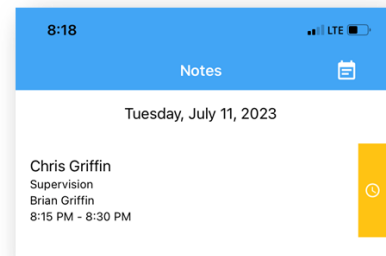 8:18
LTE
Notes
Tuesday, July 11, 2023
Chris Griffin
Supervision
Brian Griffin
8:15 PM - 8:30 PM